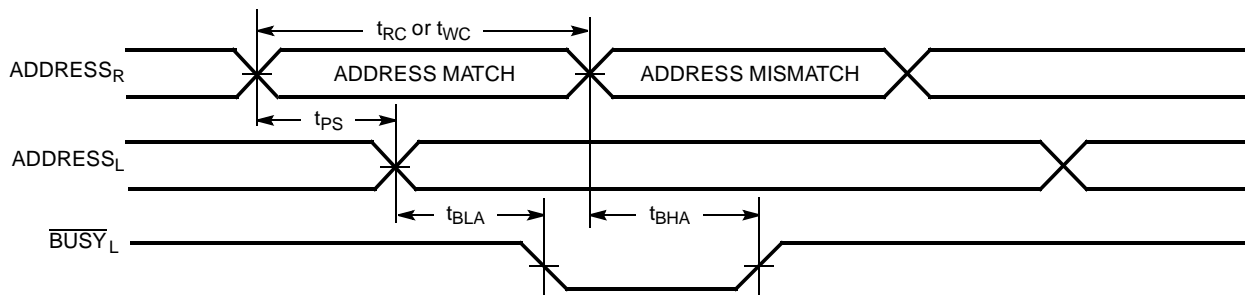 tRC or tWC
ADDRESSR
ADDRESS MATCH
ADDRESS MISMATCH
tPS
ADDRESSL
tBLA
tBHA
BUSYL